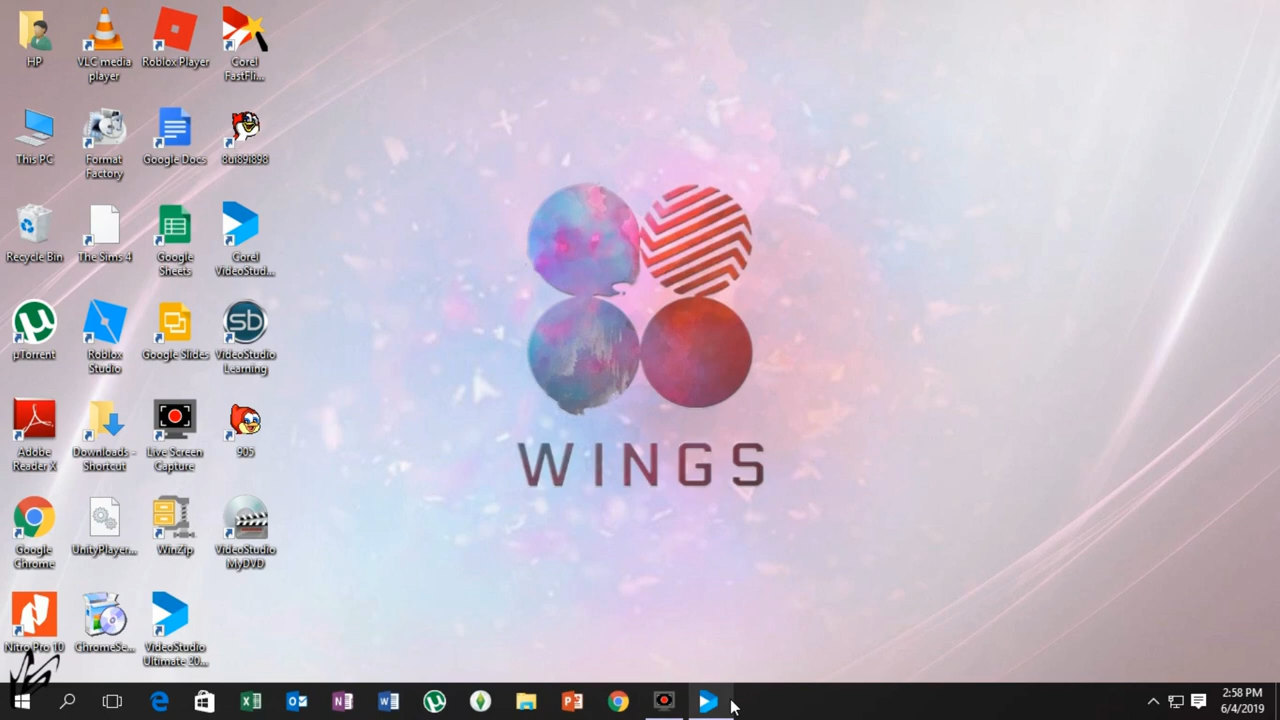 HP
VLC media
player
Roblox Player
Corel
FastFli...
This PC
Format
Factory
Google Docs
8ui89i898
Recycle Bin
The Sims 4
Google
Sheets
Corel
VideoStud...
µTorrent
Roblox
Studio
Google Slides
VideoStudio
Learning
Adobe
Reader X
Downloads -
Shortcut
Live Screen
Capture
905
Google
Chrome
UnityPlayer...
WinZip
VideoStudio
MyDVD
Nitro Pro 10
ChromeSe...
VideoStudio
Ultimate 20...
WINGS
2:58 PM
6/4/2019